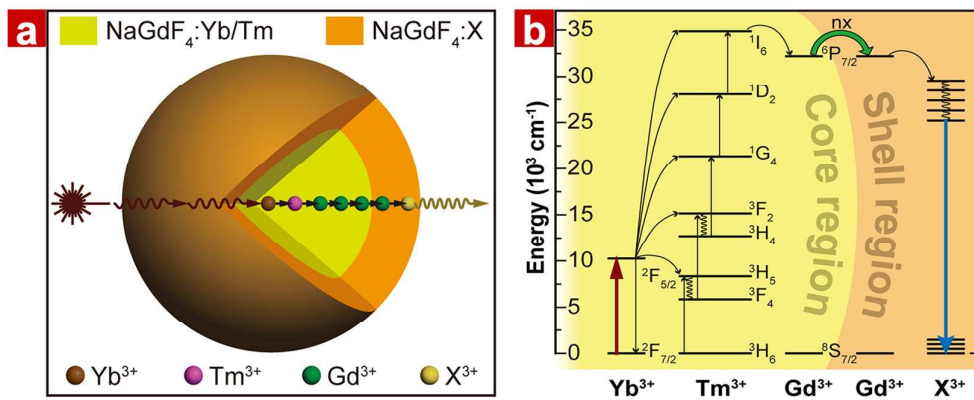 a
NaGdF₄:Yb/Tm
NaGdF₄:X
Yb³⁺
Tm³⁺
Gd³⁺
X³⁺
b
Energy (10³ cm⁻¹)
35
30
25
20
15
10
5
0
¹I₆
¹D₂
¹G₄
³F₂
³H₄
³H₅
³F₄
³H₆
²F₅/₂
²F₇/₂
⁶P₇/₂
⁸S₇/₂
nx
Core region
Shell region
Yb³⁺
Tm³⁺
Gd³⁺
Gd³⁺
X³⁺